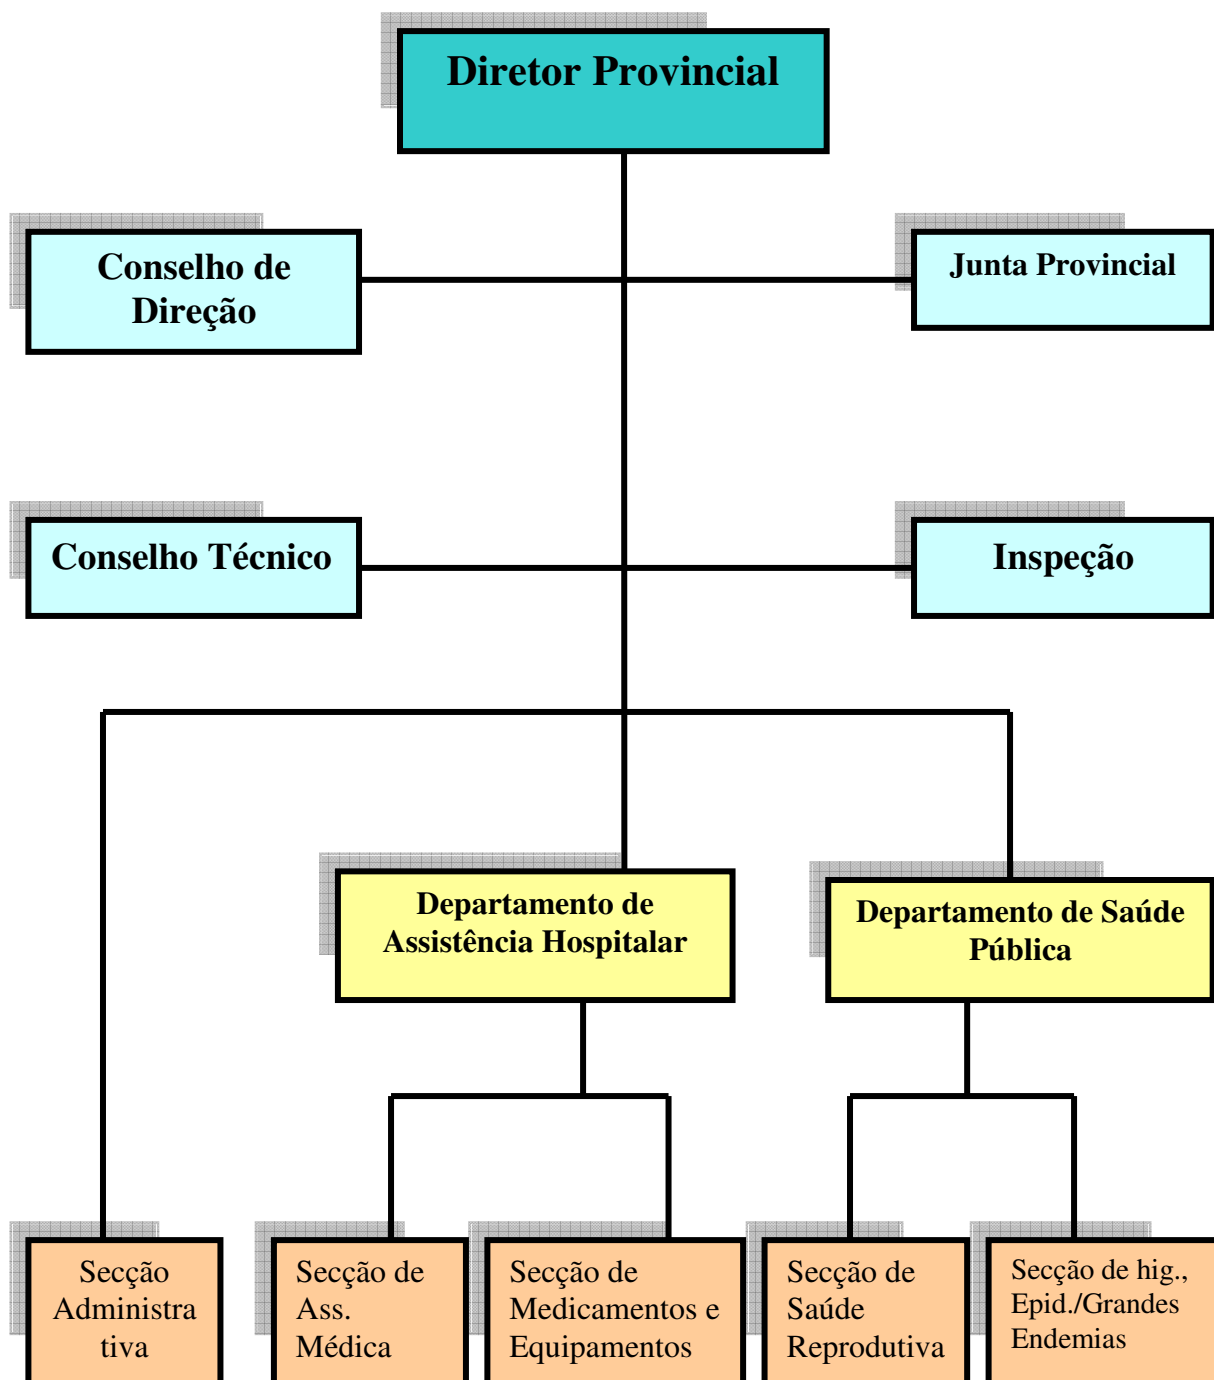 Diretor Provincial
Conselho de
Direção
Junta Provincial
Conselho Técnico
Inspeção
Departamento de
Assistência Hospitalar
Departamento de Saúde
Pública
Secção
Administra
tiva
Secção de
Ass.
Médica
Secção de
Medicamentos e
Equipamentos
Secção de
Saúde
Reprodutiva
Secção de hig.,
Epid./Grandes
Endemias